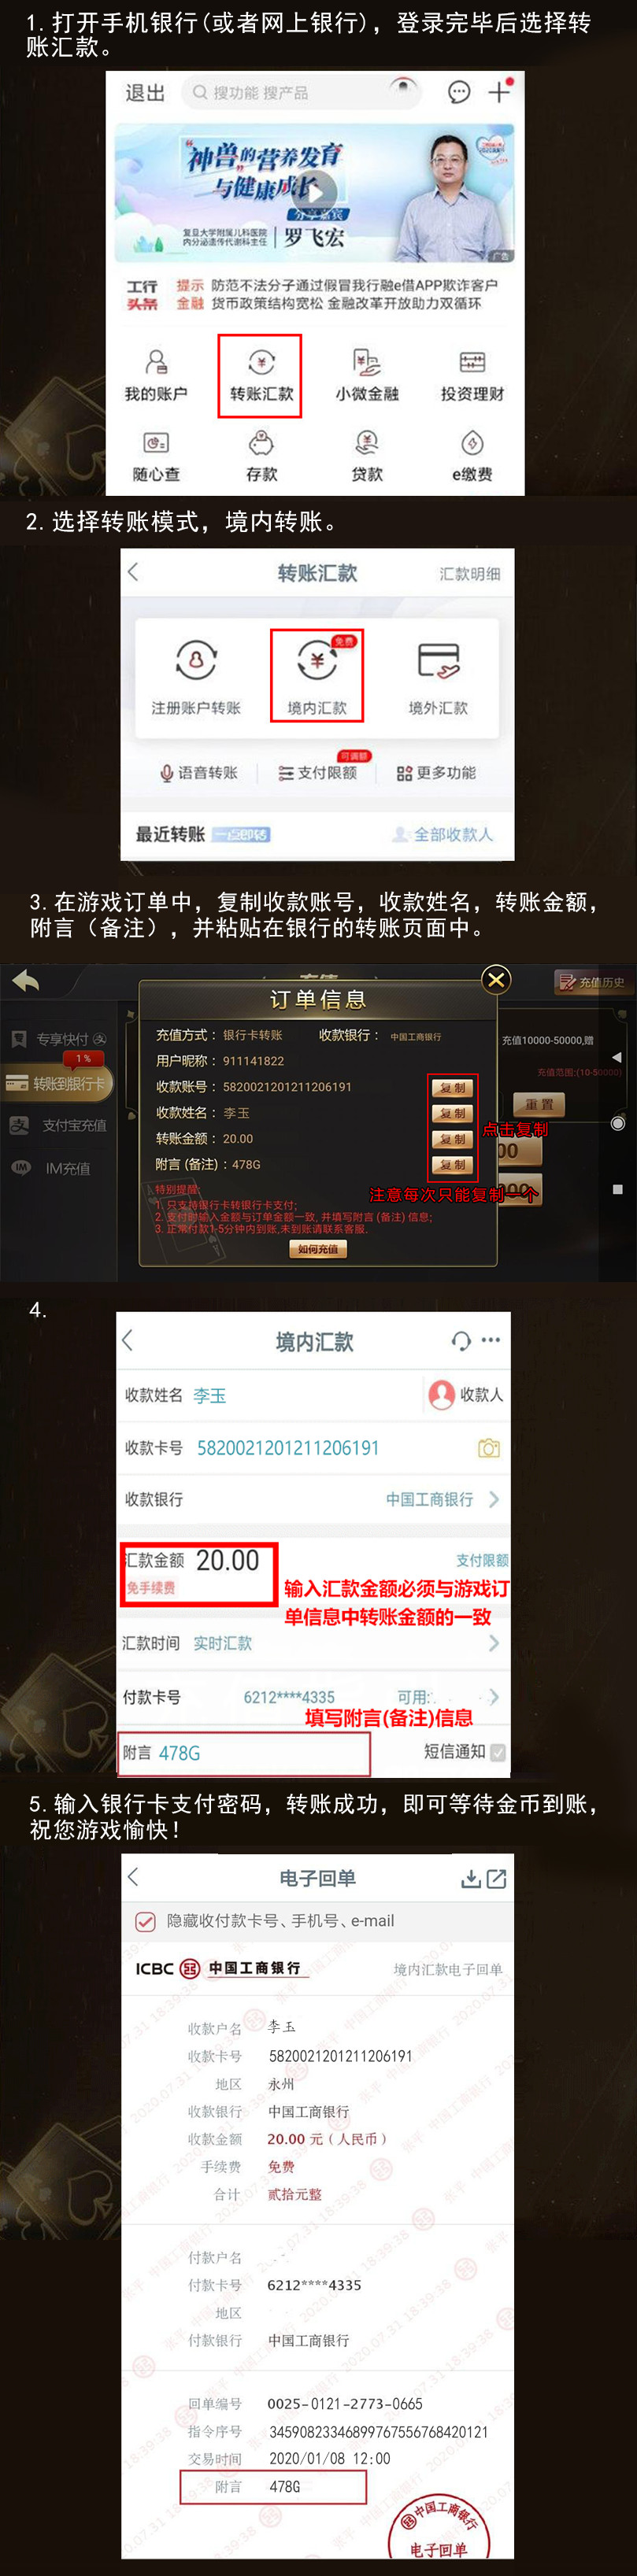 1.打开手机银行(或者网上银行)，登录完毕后选择转
账汇款。
退出
搜功能 搜产品
“神兽的营养发育
与健康成长”
分享嘉宾
复旦大学附属儿科医院
内分泌遗传代谢科主任
罗飞宏
广告
工行 提示 防范不法分子通过假冒我行融e借APP欺诈客户
头条 金融 货币政策结构宽松 金融改革开放助力双循环
我的账户 转账汇款 小微金融 投资理财
随心查 存款 贷款 e缴费
2.选择转账模式，境内转账。
转账汇款 汇款明细
免费
注册账户转账 境内汇款 境外汇款
可调额
语音转账 支付限额 更多功能
最近转账 一点即转 全部收款人
3.在游戏订单中，复制收款账号，收款姓名，转账金额，
附言（备注），并粘贴在银行的转账页面中。
充值历史
订单信息
专享快付
1%
转账到银行卡
支付宝充值
IM充值
充值方式： 银行卡转账 收款银行： 中国工商银行
用户昵称： 911141822
收款账号： 5820021201211206191 复制
收款姓名： 李玉 复制
转账金额： 20.00 复制
附言 (备注)：478G 复制
充值10000-50000,赠
充值范围:(10-50000)
重置
点击复制
注意每次只能复制一个
特别提醒:
1. 只支持银行卡转银行卡支付;
2. 支付时输入金额与订单金额一致, 并填写附言 (备注) 信息;
3. 正常付款1-5分钟内到账,未到账请联系客服.
如何充值
4.
境内汇款
收款姓名 李玉 收款人
收款卡号 5820021201211206191
收款银行 中国工商银行
汇款金额 20.00 支付限额
免手续费
输入汇款金额必须与游戏订
单信息中转账金额的一致
汇款时间 实时汇款
付款卡号 6212****4335 可用:
填写附言(备注)信息
附言 478G 短信通知
5.输入银行卡支付密码，转账成功，即可等待金币到账，
祝您游戏愉快！
电子回单
隐藏收付款卡号、手机号、e-mail
ICBC 中国工商银行 境内汇款电子回单
收款户名 李玉
收款卡号 5820021201211206191
地区 永州
收款银行 中国工商银行
收款金额 20.00 元（人民币）
手续费 免费
合计 贰拾元整
付款户名
付款卡号 6212****4335
地区
付款银行 中国工商银行
回单编号 0025-0121-2773-0665
指令序号 34590823346899767556768420121
交易时间 2020/01/08 12:00
附言 478G
中国工商银行
电子回单